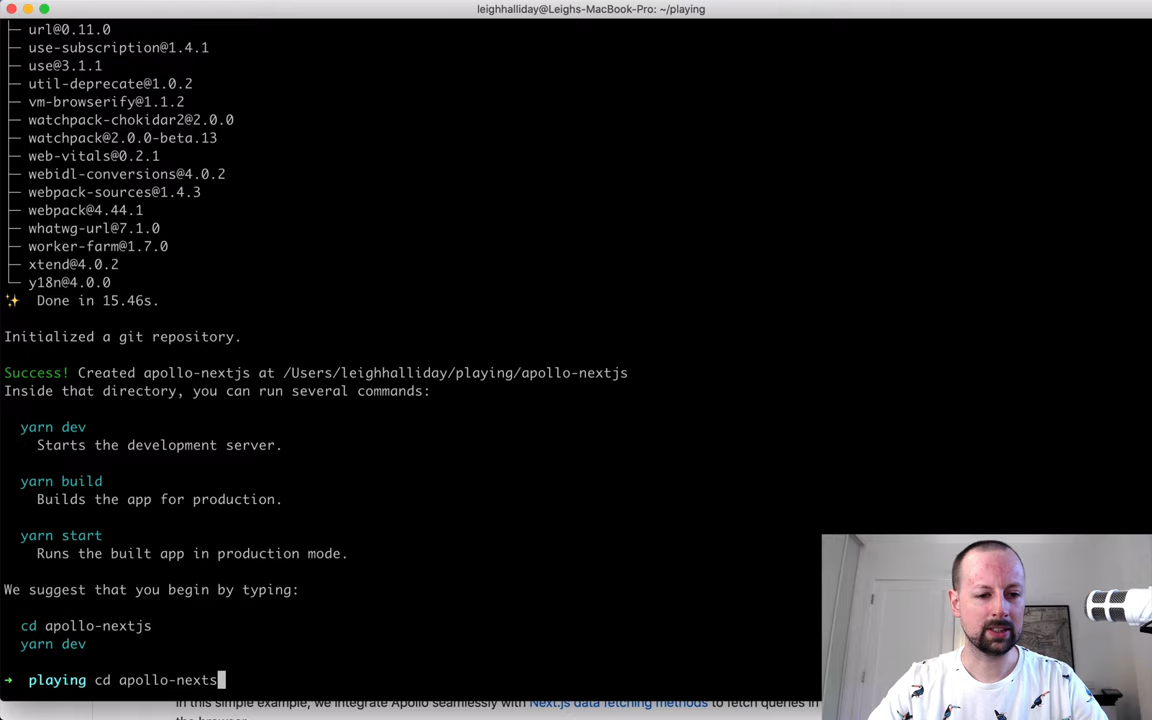 leighhalliday@Leighs-MacBook-Pro: ~/playing
├─ url@0.11.0
├─ use-subscription@1.4.1
├─ use@3.1.1
├─ util-deprecate@1.0.2
├─ vm-browserify@1.1.2
├─ watchpack-chokidar2@2.0.0
├─ watchpack@2.0.0-beta.13
├─ web-vitals@0.2.1
├─ webidl-conversions@4.0.2
├─ webpack-sources@1.4.3
├─ webpack@4.44.1
├─ whatwg-url@7.1.0
├─ worker-farm@1.7.0
├─ xtend@4.0.2
└─ y18n@4.0.0
✨  Done in 15.46s.
Initialized a git repository.
Success! Created apollo-nextjs at /Users/leighhalliday/playing/apollo-nextjs
Inside that directory, you can run several commands:
yarn dev
Starts the development server.
yarn build
Builds the app for production.
yarn start
Runs the built app in production mode.
We suggest that you begin by typing:
cd apollo-nextjs
yarn dev
➜  playing cd apollo-nexts
In this simple example, we integrate Apollo seamlessly with Next.js data fetching methods to fetch queries in
the browser